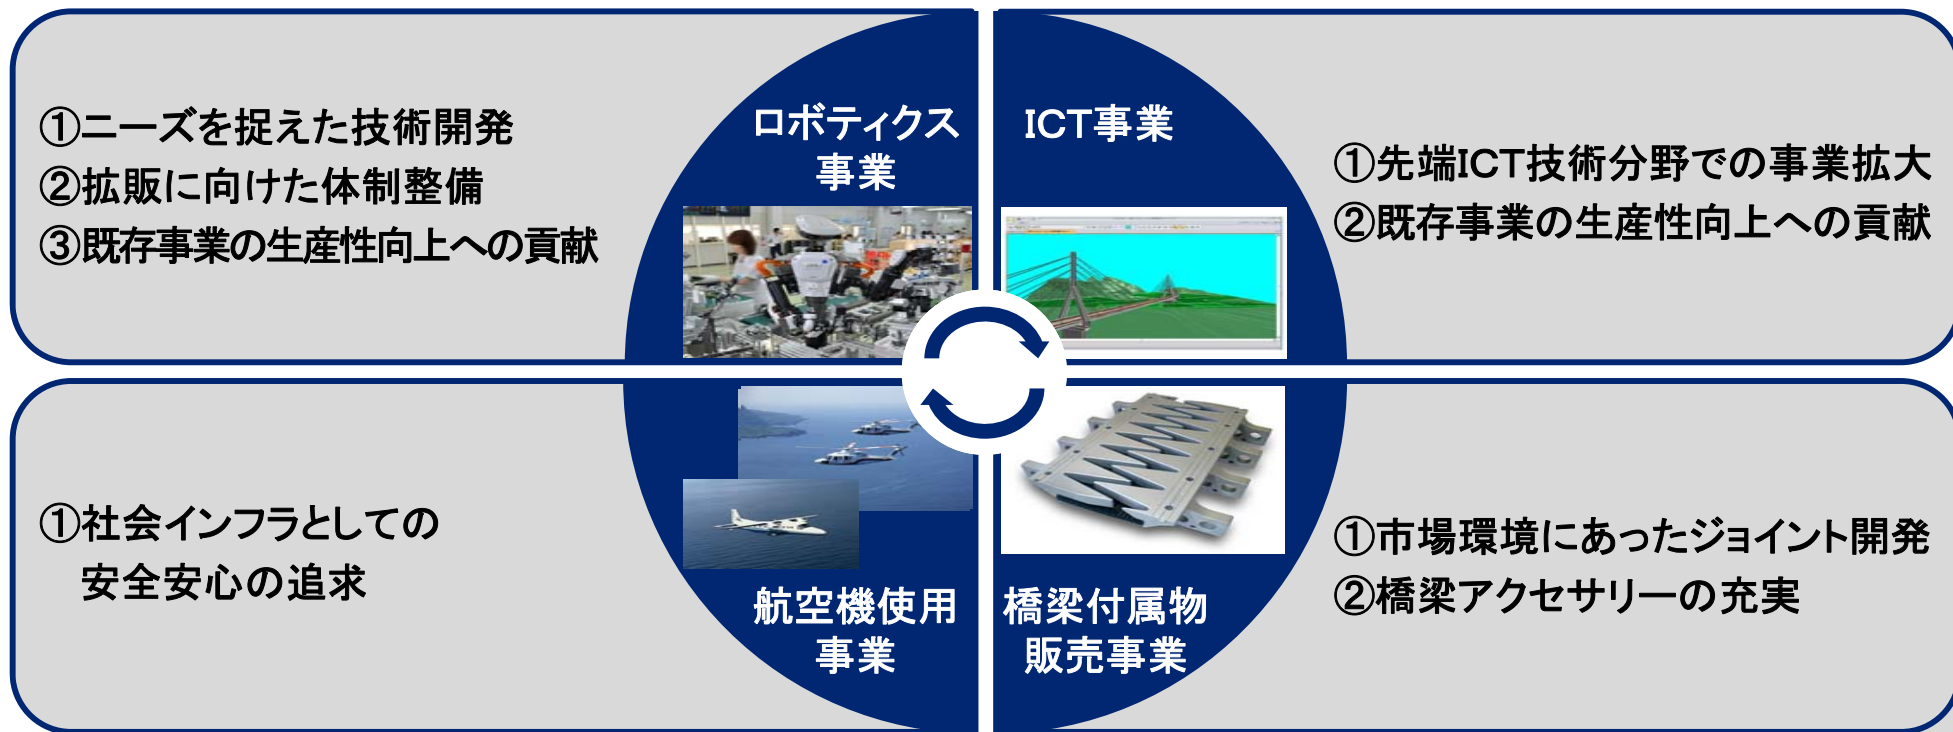 ロボティクス
事業
①ニーズを捉えた技術開発
②拡販に向けた体制整備
③既存事業の生産性向上への貢献
ICT事業
①先端ICT技術分野での事業拡大
②既存事業の生産性向上への貢献
航空機使用
事業
①社会インフラとしての
安全安心の追求
橋梁付属物
販売事業
①市場環境にあったジョイント開発
②橋梁アクセサリーの充実